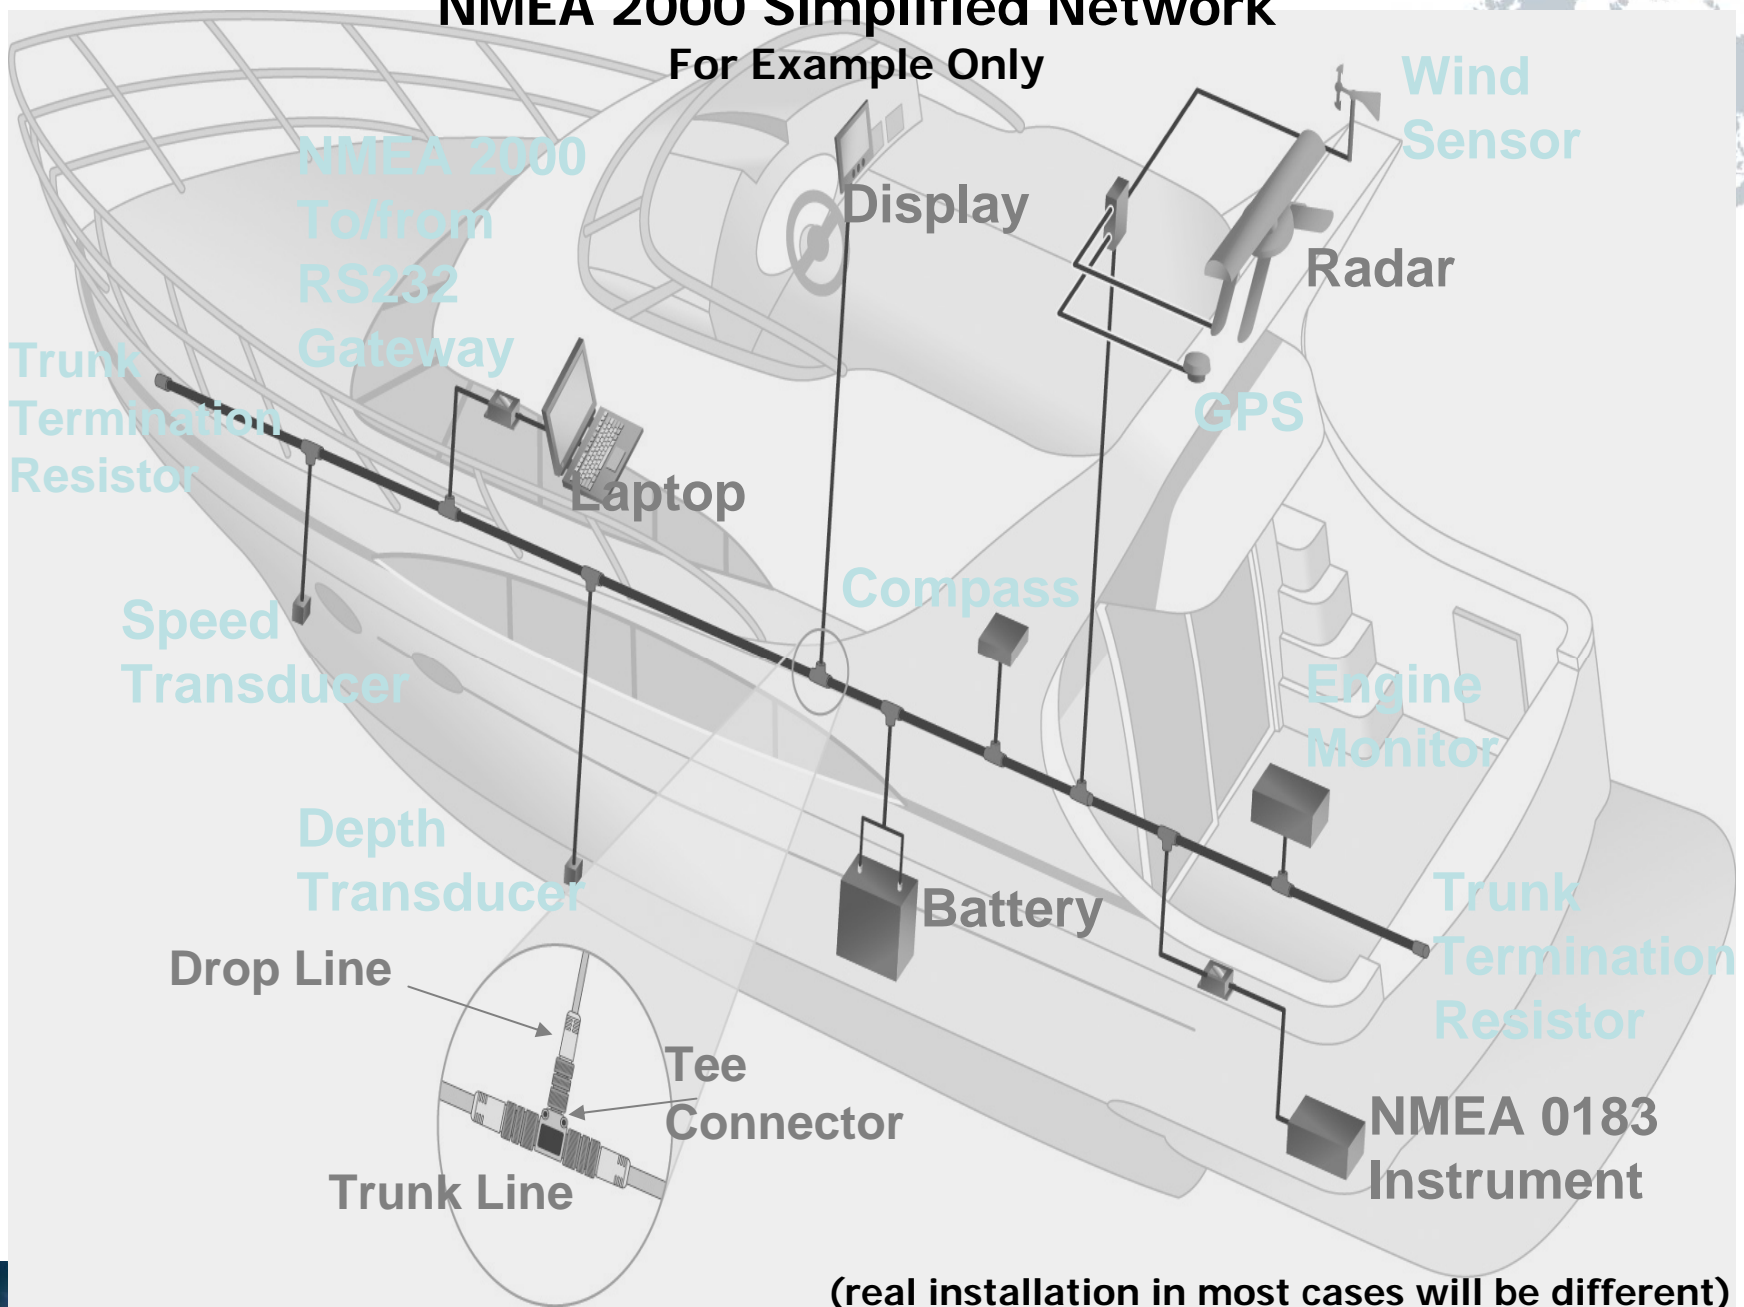 NMEA 2000 Simplified Network
For Example Only
Wind
Sensor
NMEA 2000
To/from
RS232
Gateway
Display
Radar
Trunk
Termination
Resistor
GPS
Laptop
Compass
Speed
Transducer
Engine
Monitor
Depth
Transducer
Battery
Trunk
Termination
Resistor
Drop Line
Tee
Connector
NMEA 0183
Instrument
Trunk Line
(real installation in most cases will be different)